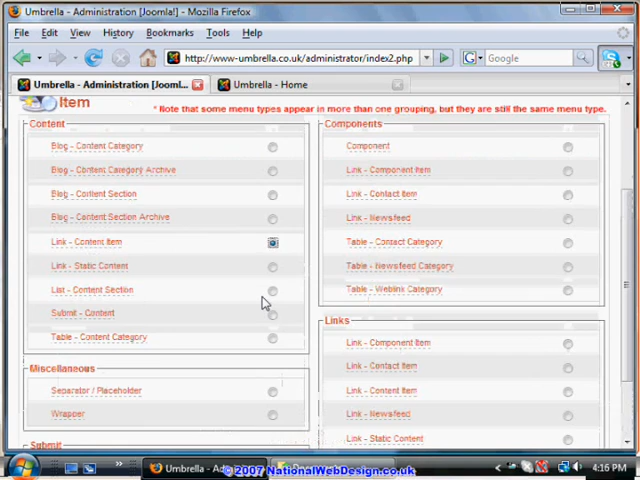 Umbrella - Administration [Joomla!] - Mozilla Firefox
File Edit View History Bookmarks Tools Help
http://www-umbrella.co.uk/administrator/index2.php
Google
Umbrella - Administration [Jooml...
Umbrella - Home
Item
* Note that some menu types appear in more than one grouping, but they are still the same menu type.
Content
Blog - Content Category
Blog - Content Category Archive
Blog - Content Section
Blog - Content Section Archive
Link - Content Item
Link - Static Content
List - Content Section
Submit - Content
Table - Content Category
Miscellaneous
Separator / Placeholder
Wrapper
Submit
Components
Component
Link - Component Item
Link - Contact Item
Link - Newsfeed
Table - Contact Category
Table - Newsfeed Category
Table - Weblink Category
Links
Link - Component Item
Link - Contact Item
Link - Content Item
Link - Newsfeed
Link - Static Content
Umbrella - Ad
© 2007 NationalWebDesign.co.uk
4:16 PM